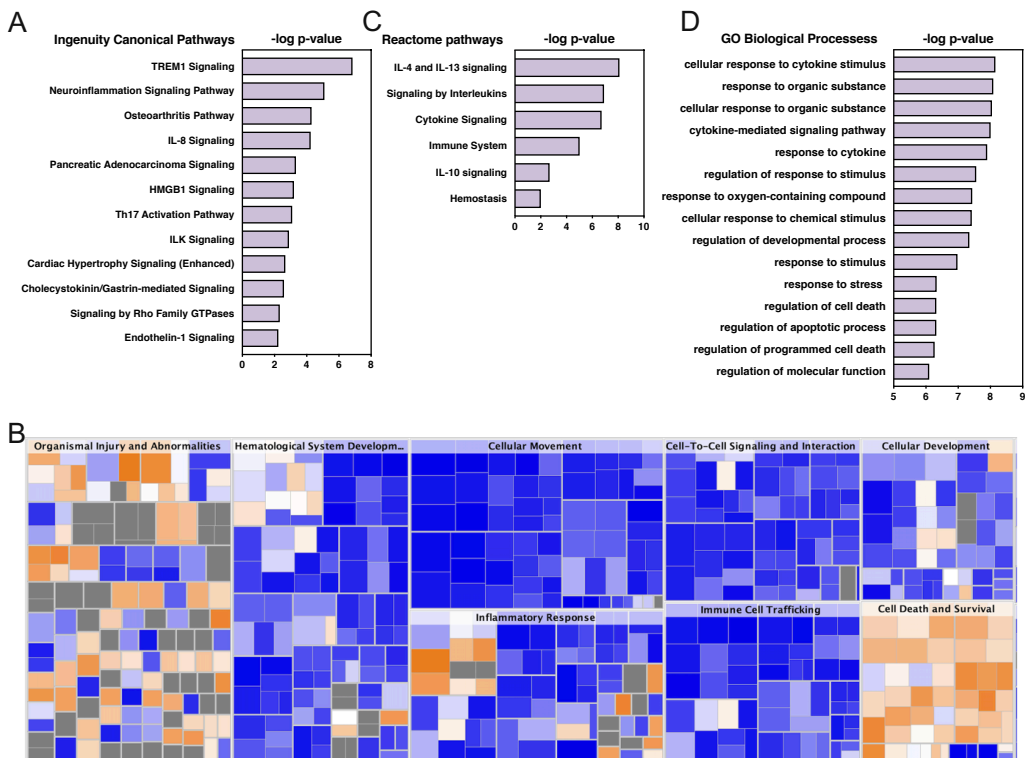 A
Ingenuity Canonical Pathways
-log p-value
TREM1 Signaling
Neuroinflammation Signaling Pathway
Osteoarthritis Pathway
IL-8 Signaling
Pancreatic Adenocarcinoma Signaling
HMGB1 Signaling
Th17 Activation Pathway
ILK Signaling
Cardiac Hypertrophy Signaling (Enhanced)
Cholecystokinin/Gastrin-mediated Signaling
Signaling by Rho Family GTPases
Endothelin-1 Signaling
0 2 4 6 8
C
Reactome pathways
-log p-value
IL-4 and IL-13 signaling
Signaling by Interleukins
Cytokine Signaling
Immune System
IL-10 signaling
Hemostasis
0 2 4 6 8 10
D
GO Biological Processess
-log p-value
cellular response to cytokine stimulus
response to organic substance
cellular response to organic substance
cytokine-mediated signaling pathway
response to cytokine
regulation of response to stimulus
response to oxygen-containing compound
cellular response to chemical stimulus
regulation of developmental process
response to stimulus
response to stress
regulation of cell death
regulation of apoptotic process
regulation of programmed cell death
regulation of molecular function
5 6 7 8 9
B
Organismal Injury and Abnormalities
Hematological System Developm...
Cellular Movement
Cell-To-Cell Signaling and Interaction
Cellular Development
Inflammatory Response
Immune Cell Trafficking
Cell Death and Survival